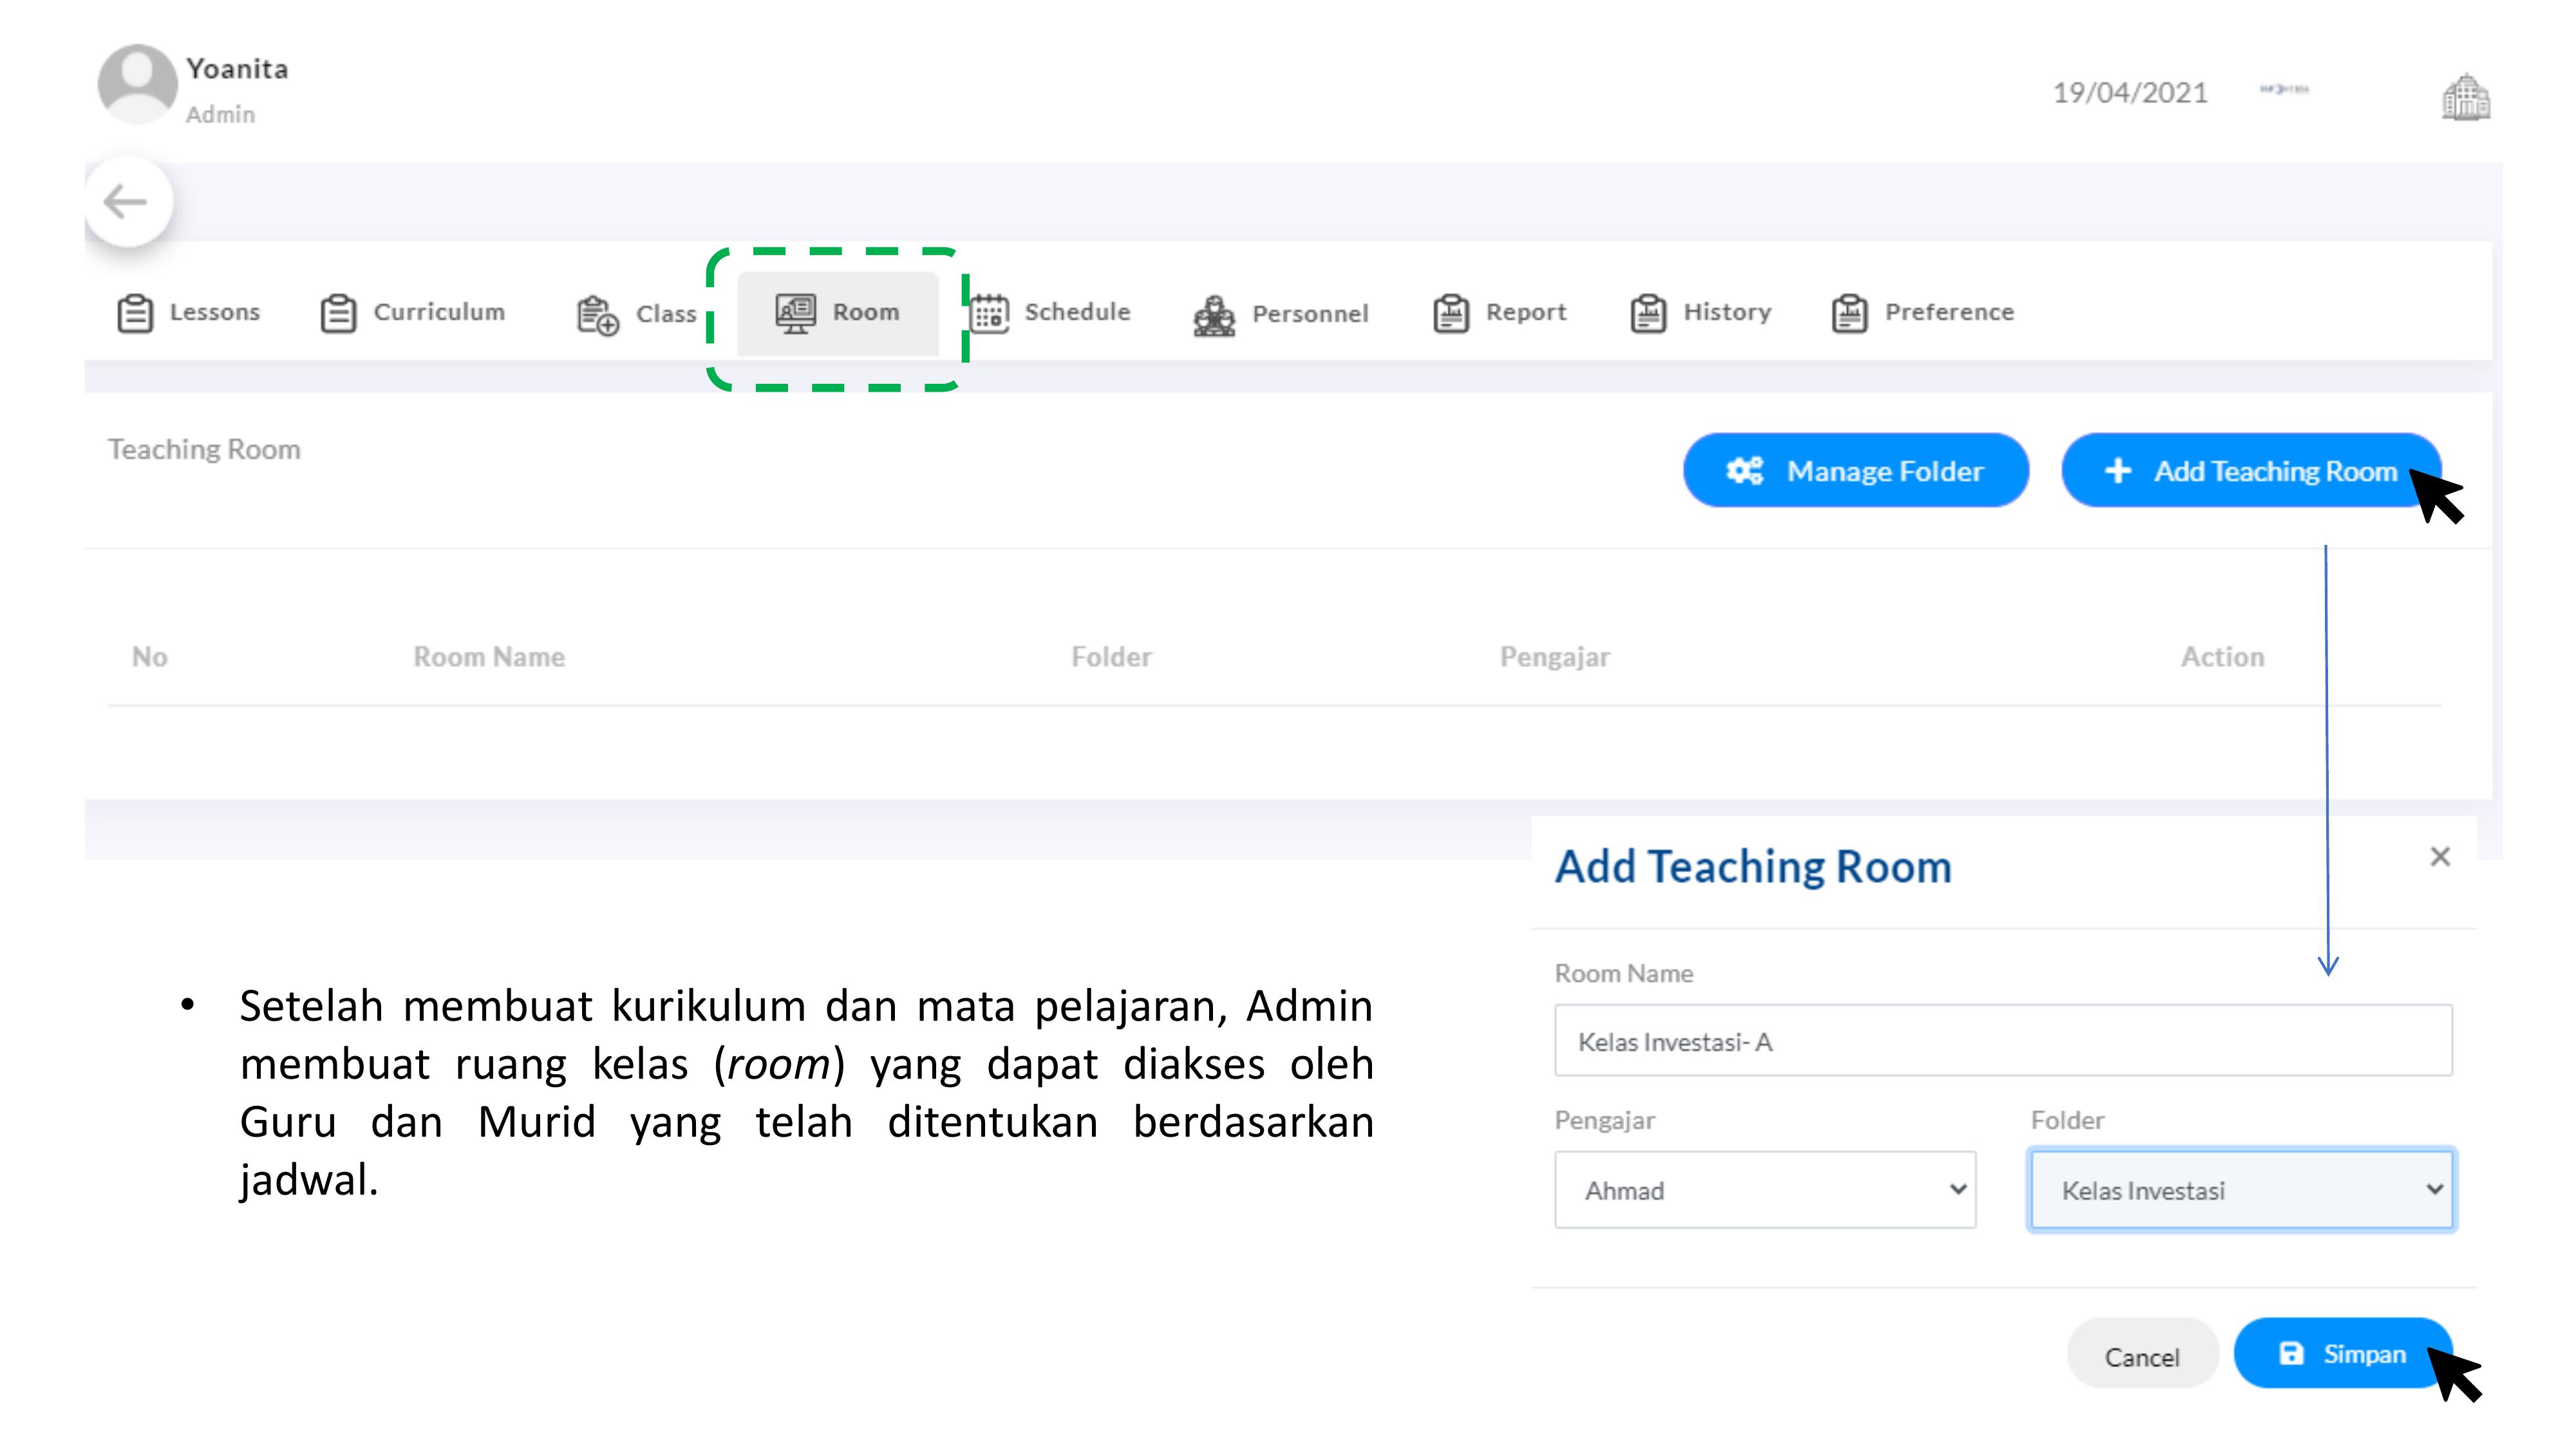 Yoanita
Admin
19/04/2021
Lessons Curriculum Class Room Schedule Personnel Report History Preference
Teaching Room
Manage Folder + Add Teaching Room
No Room Name Folder Pengajar Action
Add Teaching Room ×
Room Name
Kelas Investasi- A
Pengajar Folder
Ahmad Kelas Investasi
Cancel Simpan
• Setelah membuat kurikulum dan mata pelajaran, Admin
membuat ruang kelas (room) yang dapat diakses oleh
Guru dan Murid yang telah ditentukan berdasarkan
jadwal.